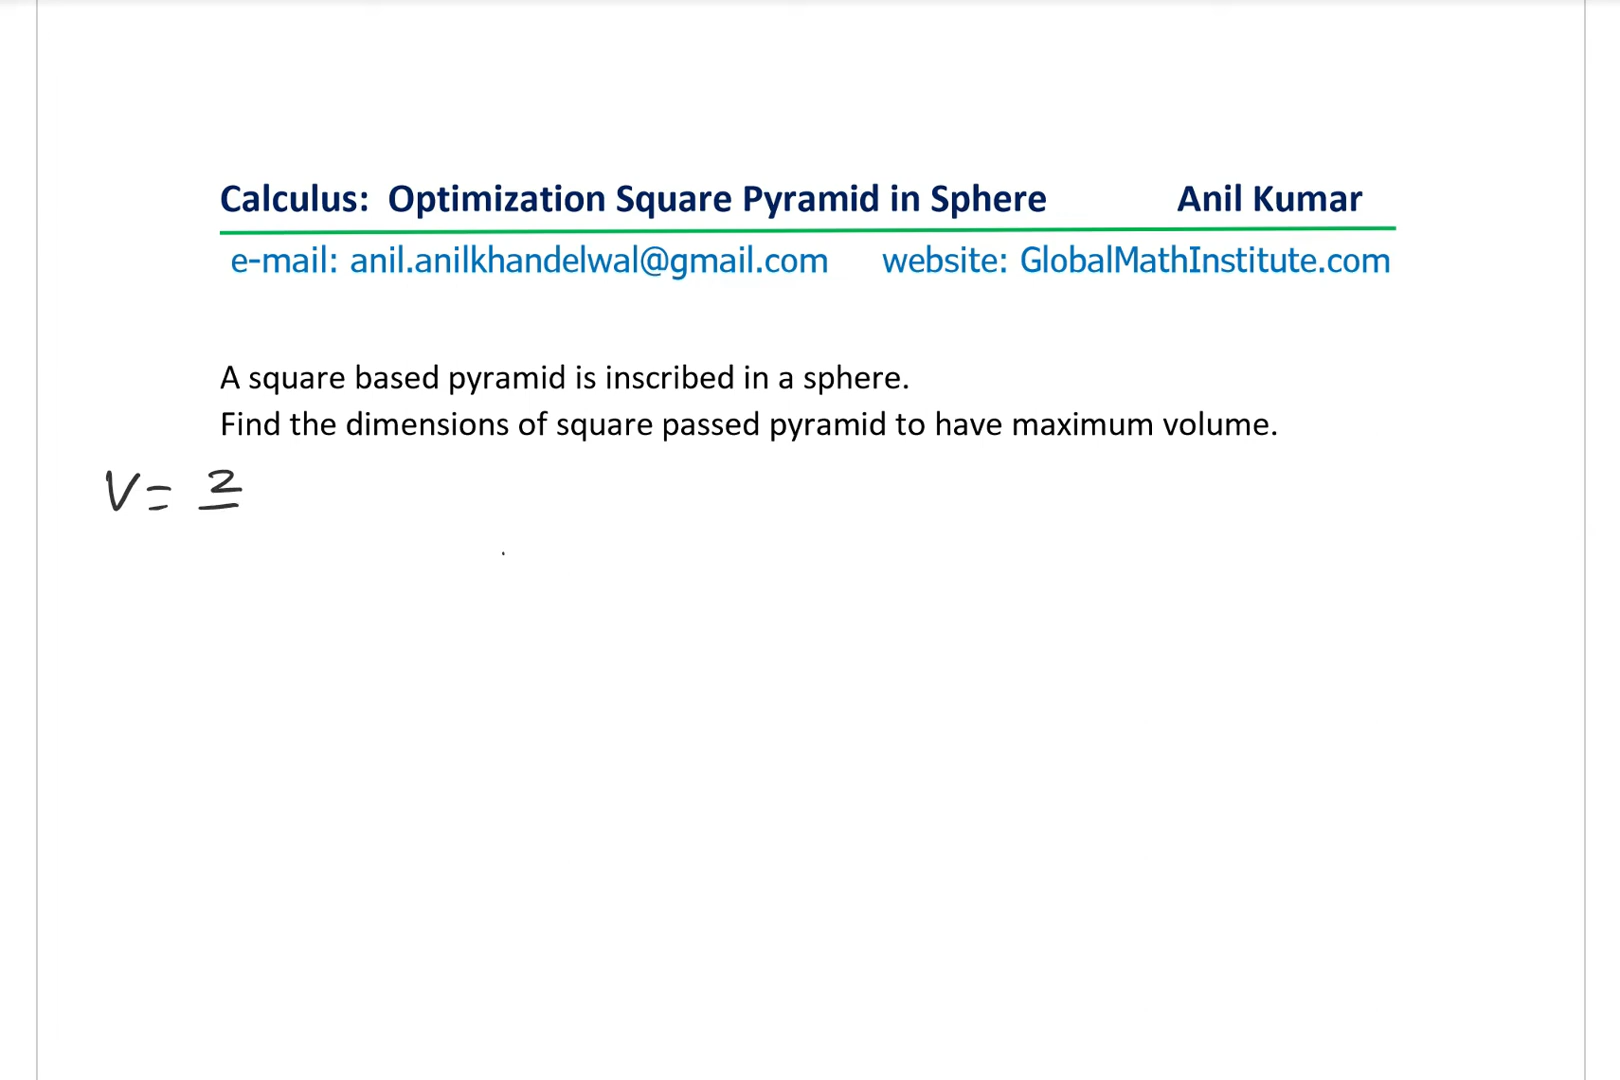 Calculus: Optimization Square Pyramid in Sphere Anil Kumar
e-mail: anil.anilkhandelwal@gmail.com website: GlobalMathInstitute.com
A square based pyramid is inscribed in a sphere.
Find the dimensions of square passed pyramid to have maximum volume.
V= 2